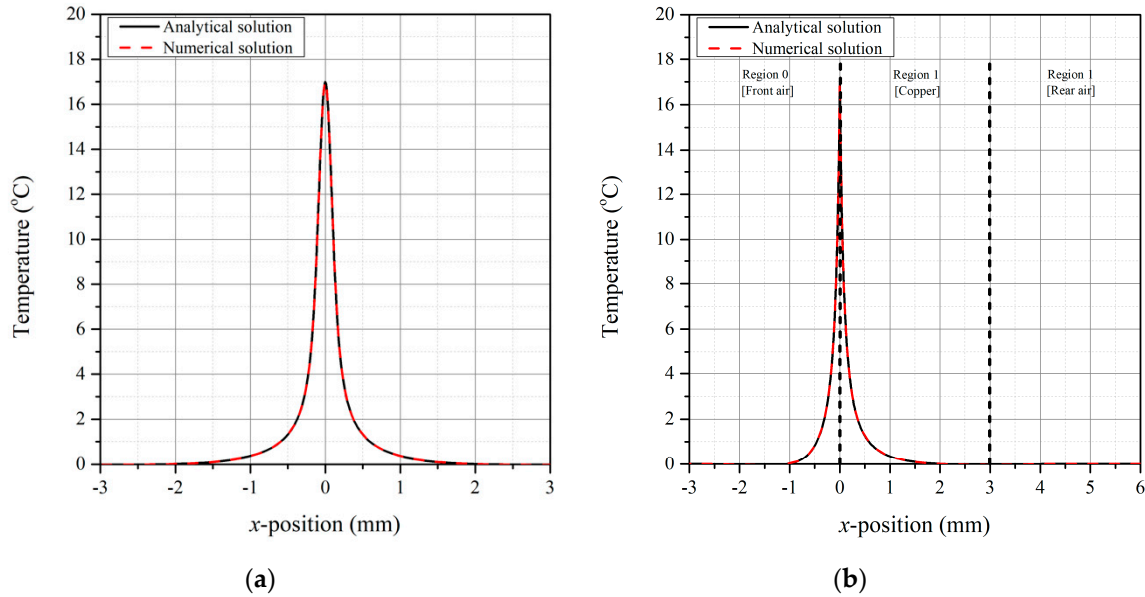 20
18
16
14
12
10
8
6
4
2
0
Temperature (°C)
Analytical solution
Numerical solution
-3 -2 -1 0 1 2 3
x-position (mm)
(a)
20
18
16
14
12
10
8
6
4
2
0
Temperature (°C)
Analytical solution
Numerical solution
Region 0
[Front air]
Region 1
[Copper]
Region 1
[Rear air]
-3 -2 -1 0 1 2 3 4 5 6
x-position (mm)
(b)